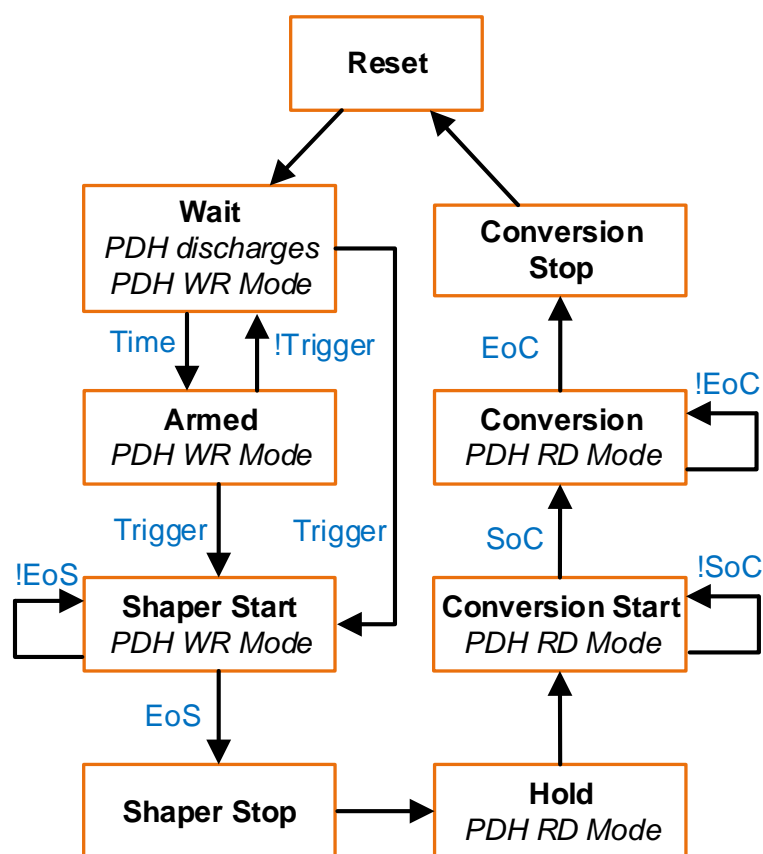 Reset
Wait
PDH discharges
PDH WR Mode
Time
!Trigger
Armed
PDH WR Mode
Trigger
Trigger
!EoS
Shaper Start
PDH WR Mode
EoS
Shaper Stop
Hold
PDH RD Mode
!SoC
Conversion Start
PDH RD Mode
SoC
!EoC
Conversion
PDH RD Mode
EoC
Conversion
Stop